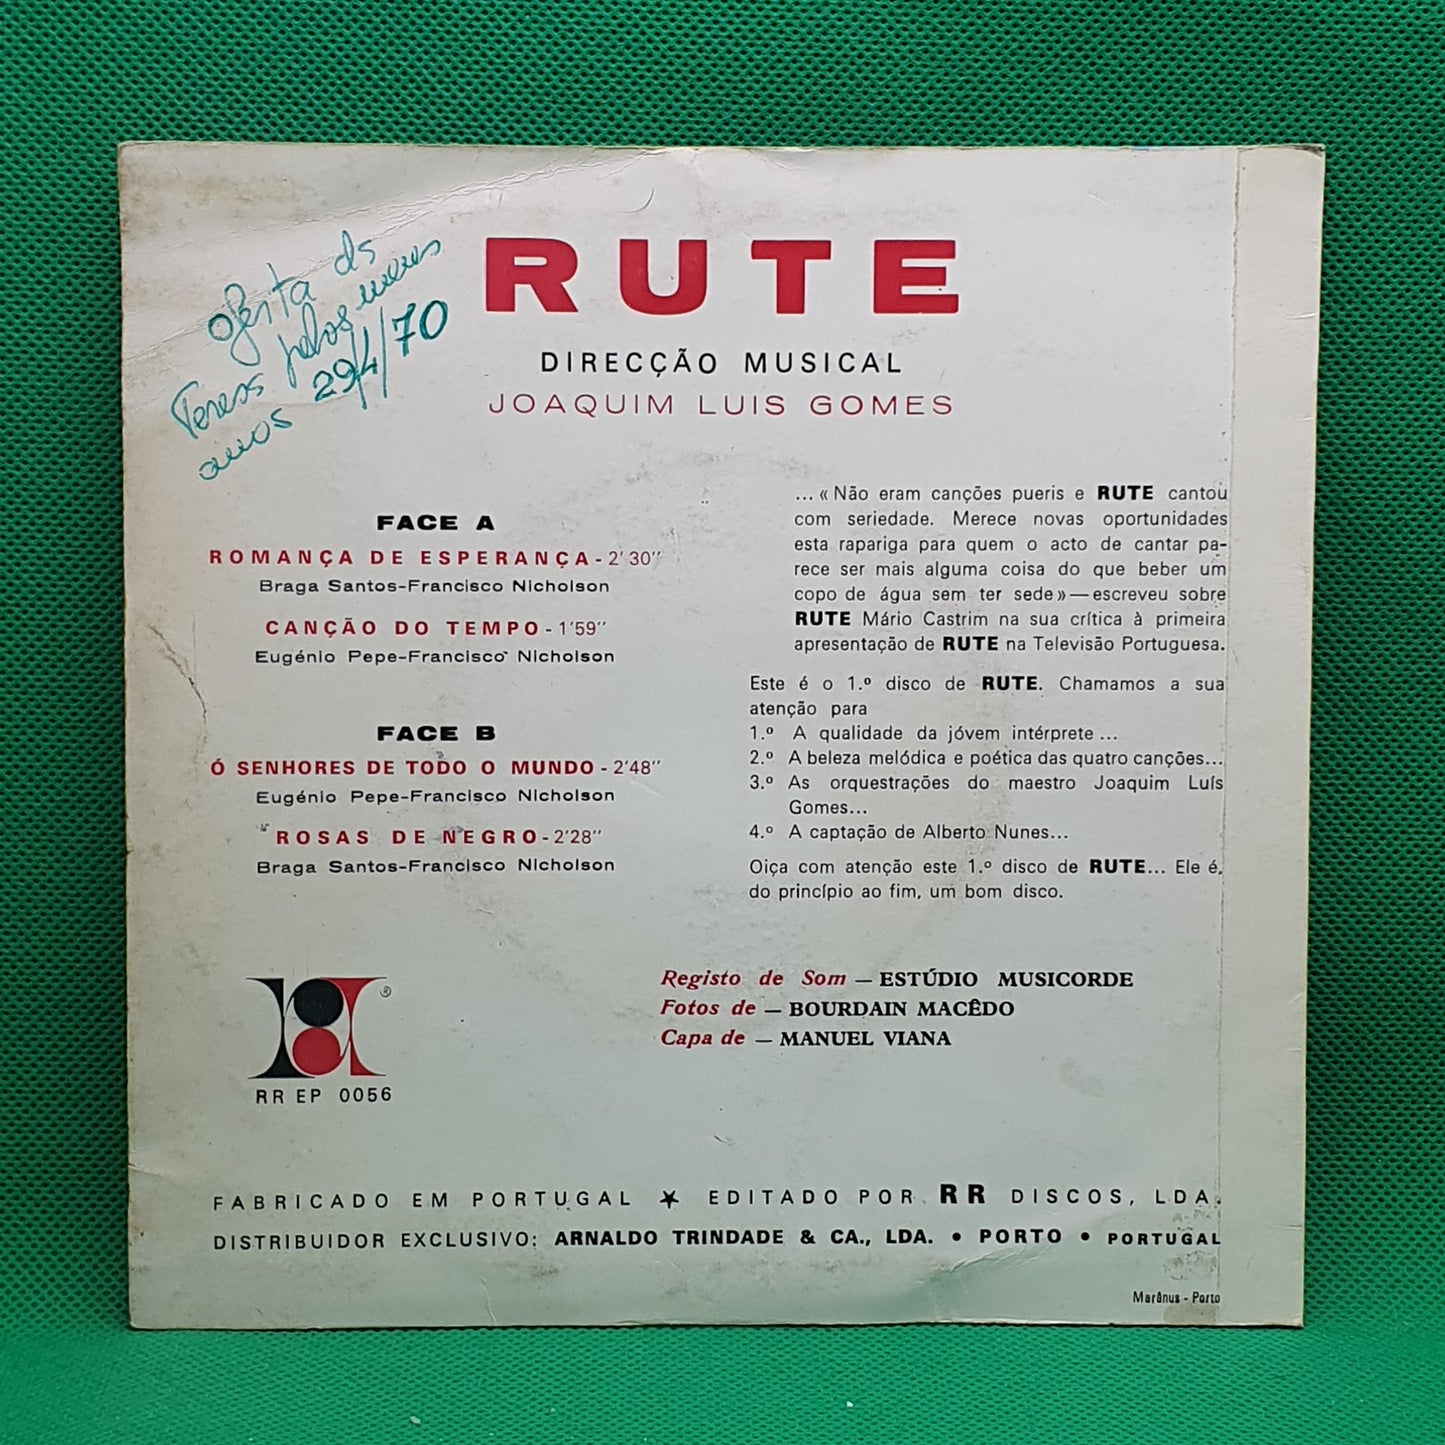 oferta da
Teresa pelos meus
anos 29/4/70
RUTE
DIRECÇÃO MUSICAL
JOAQUIM LUIS GOMES
FACE A
ROMANÇA DE ESPERANÇA - 2'30"
Braga Santos-Francisco Nicholson
CANÇÃO DO TEMPO - 1'59"
Eugénio Pepe-Francisco Nicholson
FACE B
Ó SENHORES DE TODO O MUNDO - 2'48"
Eugénio Pepe-Francisco Nicholson
ROSAS DE NEGRO - 2'28"
Braga Santos-Francisco Nicholson
...«Não eram canções pueris e RUTE cantou
com seriedade. Merece novas oportunidades
esta rapariga para quem o acto de cantar pa-
rece ser mais alguma coisa do que beber um
copo de água sem ter sede»—escreveu sobre
RUTE Mário Castrim na sua crítica à primeira
apresentação de RUTE na Televisão Portuguesa.
Este é o 1.º disco de RUTE. Chamamos a sua
atenção para
1.º A qualidade da jóvem intérprete...
2.º A beleza melódica e poética das quatro canções...
3.º As orquestrações do maestro Joaquim Luís
Gomes...
4.º A captação de Alberto Nunes...
Oiça com atenção este 1.º disco de RUTE... Ele é,
do princípio ao fim, um bom disco.
Registo de Som — ESTÚDIO MUSICORDE
Fotos de — BOURDAIN MACÊDO
Capa de — MANUEL VIANA
®
RR EP 0056
FABRICADO EM PORTUGAL ★ EDITADO POR RR DISCOS, LDA.
DISTRIBUIDOR EXCLUSIVO: ARNALDO TRINDADE & CA., LDA. • PORTO • PORTUGAL
Marânus - Porto